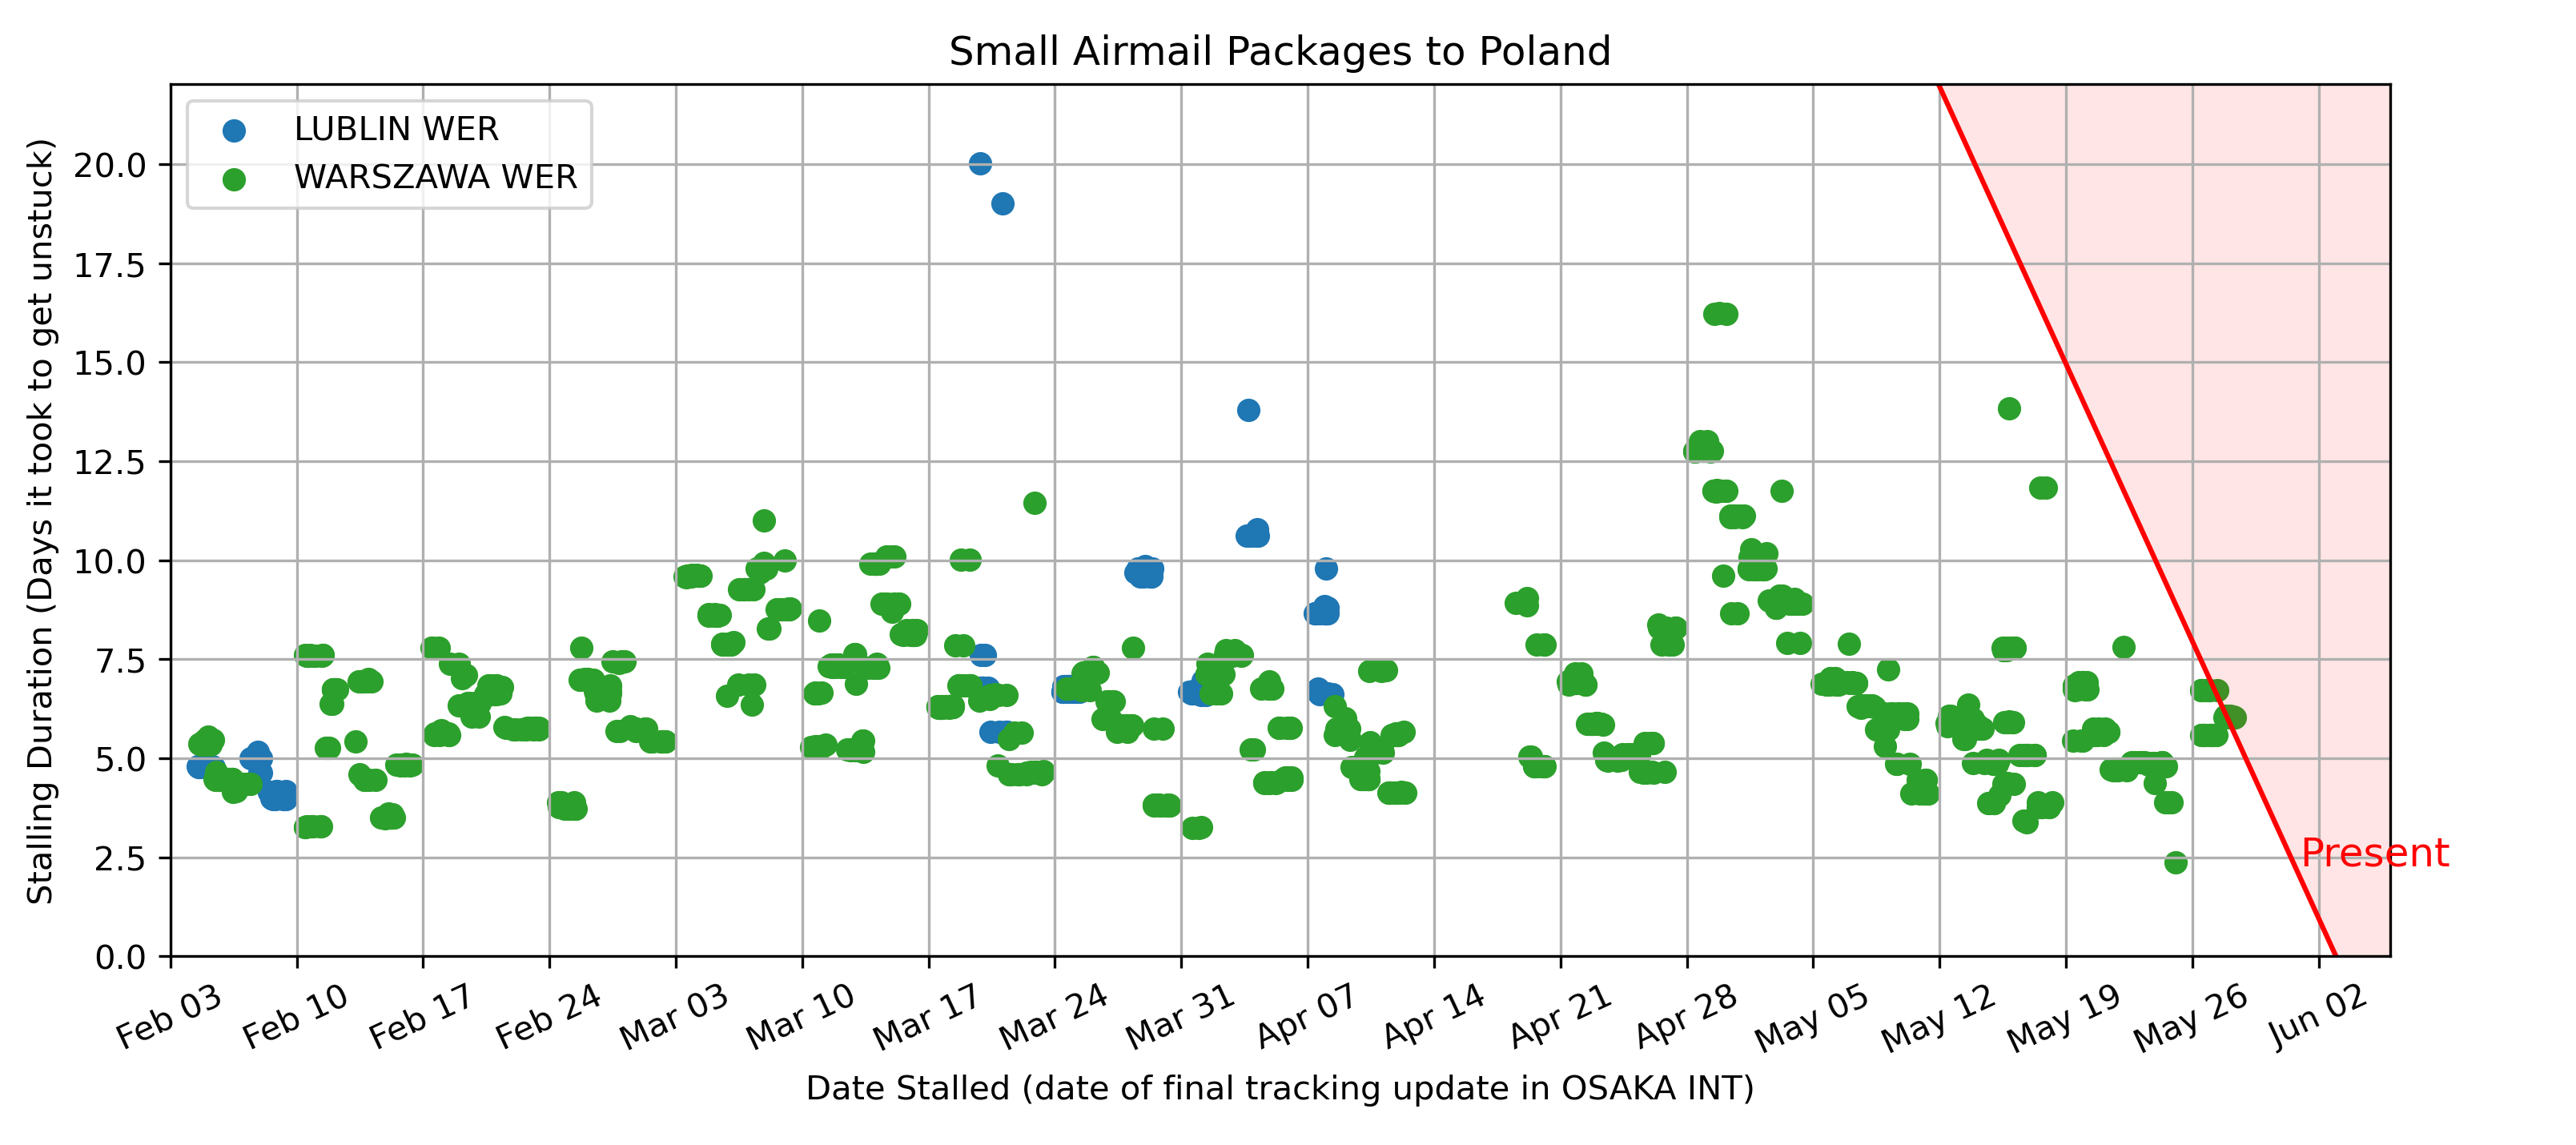 Small Airmail Packages to Poland
LUBLIN WER
WARSZAWA WER
Stalling Duration (Days it took to get unstuck)
20.0
17.5
15.0
12.5
10.0
7.5
5.0
2.5
0.0
Present
Feb 03
Feb 10
Feb 17
Feb 24
Mar 03
Mar 10
Mar 17
Mar 24
Mar 31
Apr 07
Apr 14
Apr 21
Apr 28
May 05
May 12
May 19
May 26
Jun 02
Date Stalled (date of final tracking update in OSAKA INT)